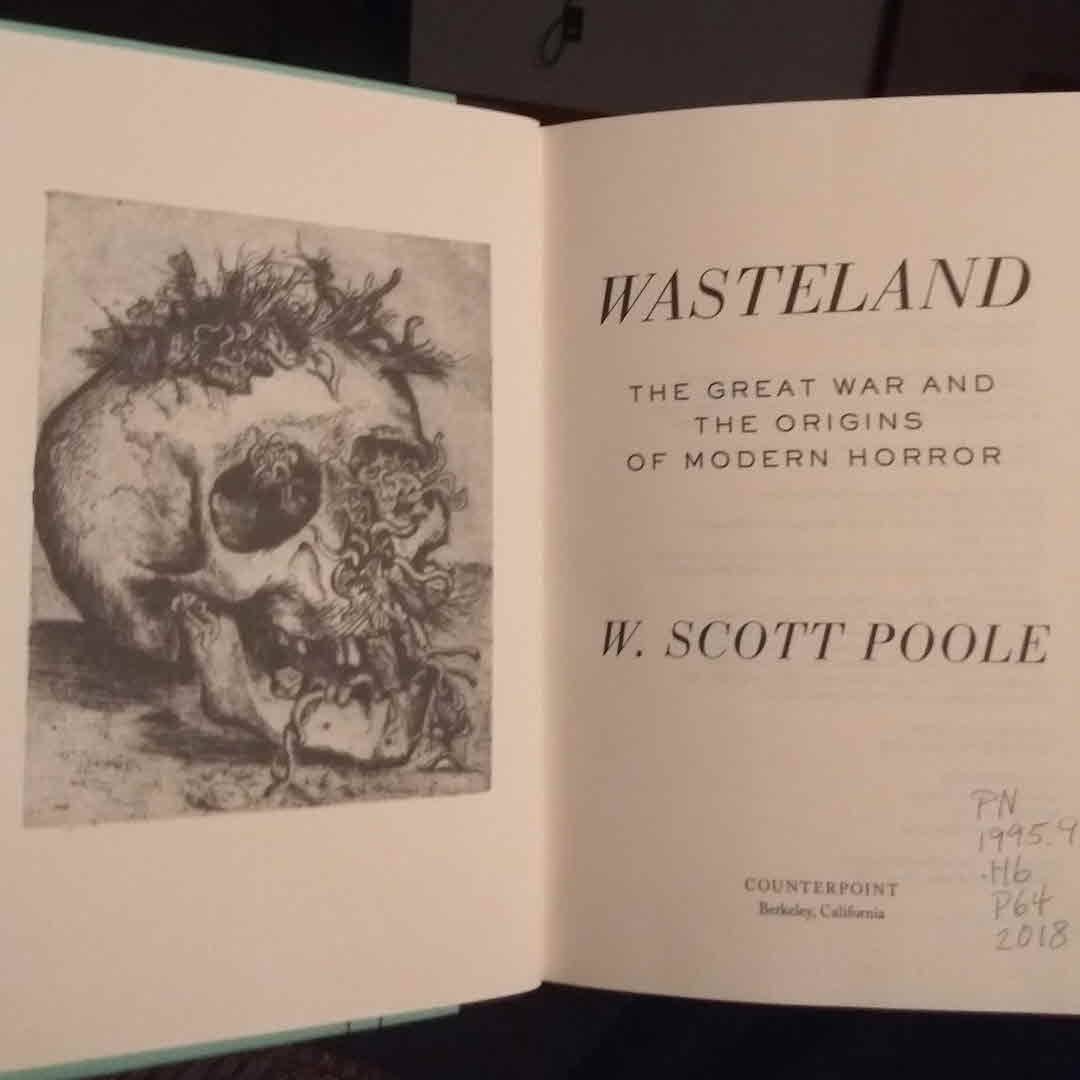 WASTELAND
THE GREAT WAR AND
THE ORIGINS
OF MODERN HORROR
W. SCOTT POOLE
COUNTERPOINT
Berkeley, California
PN
1995.9
.H6
P64
2018